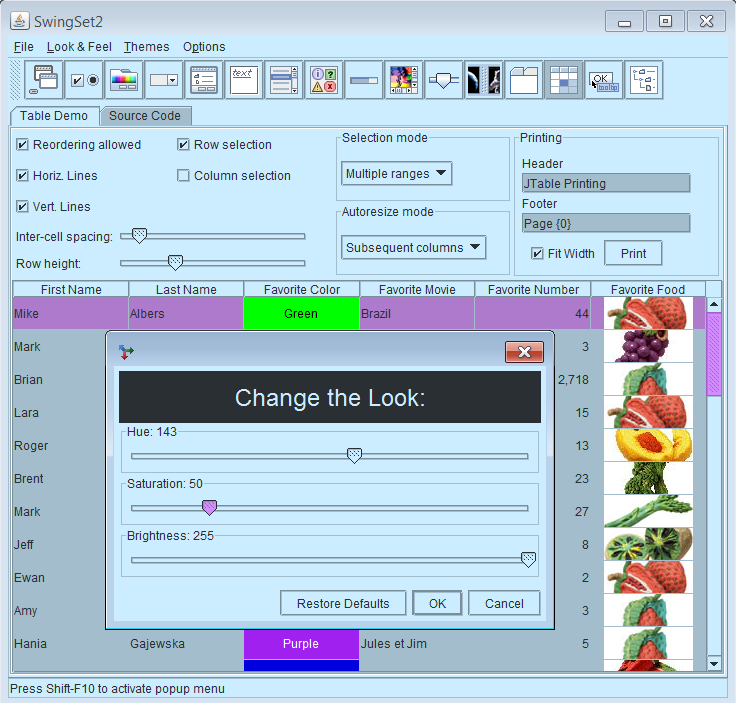 SwingSet2
File Look & Feel Themes Options
text OK tooltip
Table Demo Source Code
Reordering allowed Row selection
Horiz. Lines Column selection
Vert. Lines
Inter-cell spacing:
Row height:
Selection mode
Multiple ranges
Autoresize mode
Subsequent columns
Printing
Header
JTable Printing
Footer
Page {0}
Fit Width Print
First Name Last Name Favorite Color Favorite Movie Favorite Number Favorite Food
Mike Albers Green Brazil 44
Mark 3
Brian 2,718
Lara 15
Roger 13
Brent 23
Mark 27
Jeff 8
Ewan 2
Amy 3
Hania Gajewska Purple Jules et Jim 5
Change the Look:
Hue: 143
Saturation: 50
Brightness: 255
Restore Defaults OK Cancel
Press Shift-F10 to activate popup menu